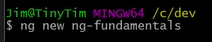 Jim@TinyTim MINGW64 /c/dev
$ ng new ng-fundamentals